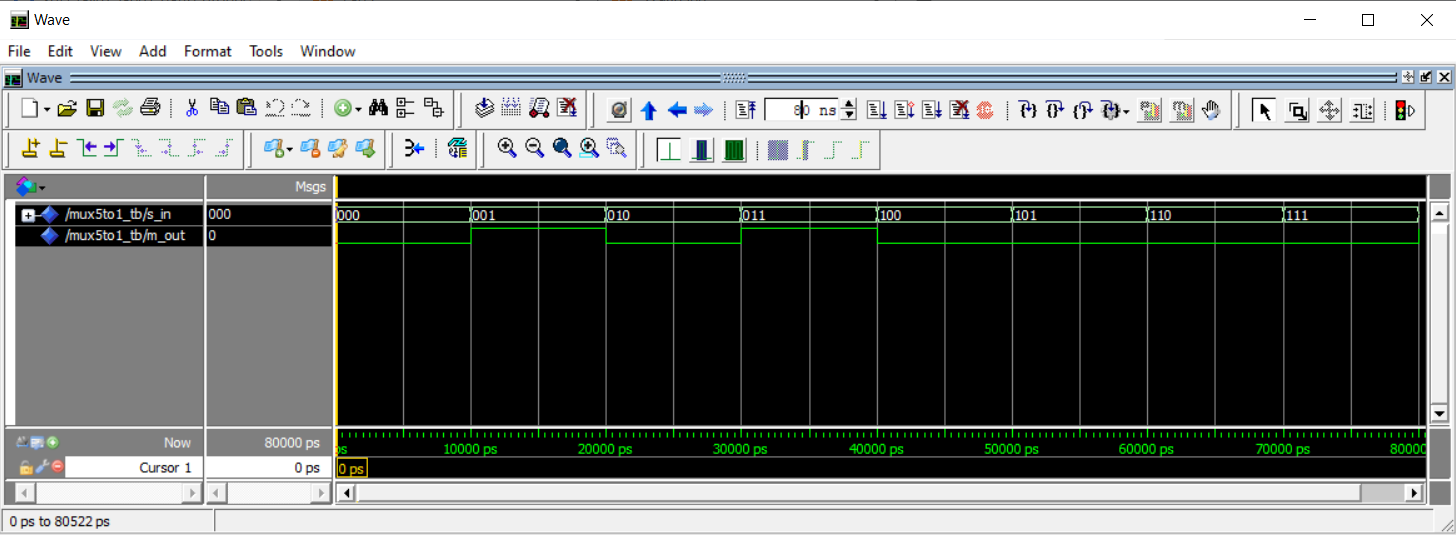 Wave
File Edit View Add Format Tools Window
Wave
80 ns
Msgs
/mux5to1_tb/s_in 000 000 001 010 011 100 101 110 111
/mux5to1_tb/m_out 0
Now 80000 ps ps 10000 ps 20000 ps 30000 ps 40000 ps 50000 ps 60000 ps 70000 ps 80000
Cursor 1 0 ps 0 ps
0 ps to 80522 ps